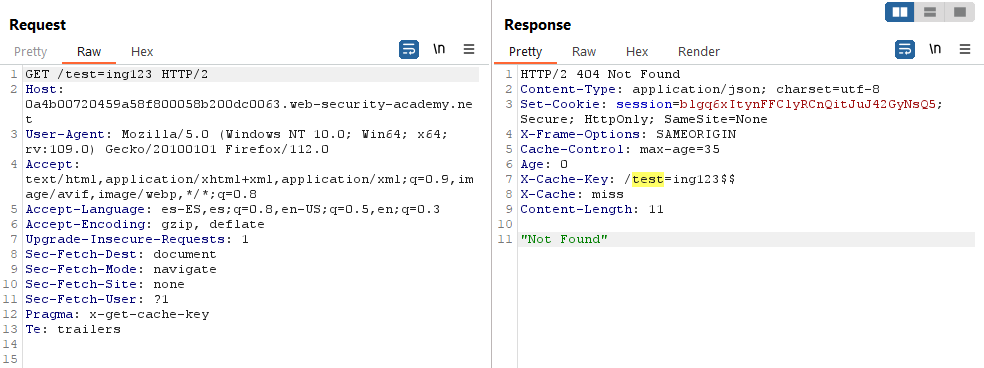 Request
Pretty Raw Hex
\n
1 GET /test=ing123 HTTP/2
2 Host:
0a4b00720459a58f800058b200dc0063.web-security-academy.ne
t
3 User-Agent: Mozilla/5.0 (Windows NT 10.0; Win64; x64;
rv:109.0) Gecko/20100101 Firefox/112.0
4 Accept:
text/html,application/xhtml+xml,application/xml;q=0.9,im
age/avif,image/webp,*/*;q=0.8
5 Accept-Language: es-ES,es;q=0.8,en-US;q=0.5,en;q=0.3
6 Accept-Encoding: gzip, deflate
7 Upgrade-Insecure-Requests: 1
8 Sec-Fetch-Dest: document
9 Sec-Fetch-Mode: navigate
10 Sec-Fetch-Site: none
11 Sec-Fetch-User: ?1
12 Pragma: x-get-cache-key
13 Te: trailers
14
15
Response
Pretty Raw Hex Render
\n
1 HTTP/2 404 Not Found
2 Content-Type: application/json; charset=utf-8
3 Set-Cookie: session=blgq6xItynFFClyRCnQitJuJ42GyNsQ5;
Secure; HttpOnly; SameSite=None
4 X-Frame-Options: SAMEORIGIN
5 Cache-Control: max-age=35
6 Age: 0
7 X-Cache-Key: /test=ing123$$
8 X-Cache: miss
9 Content-Length: 11
10
11 "Not Found"